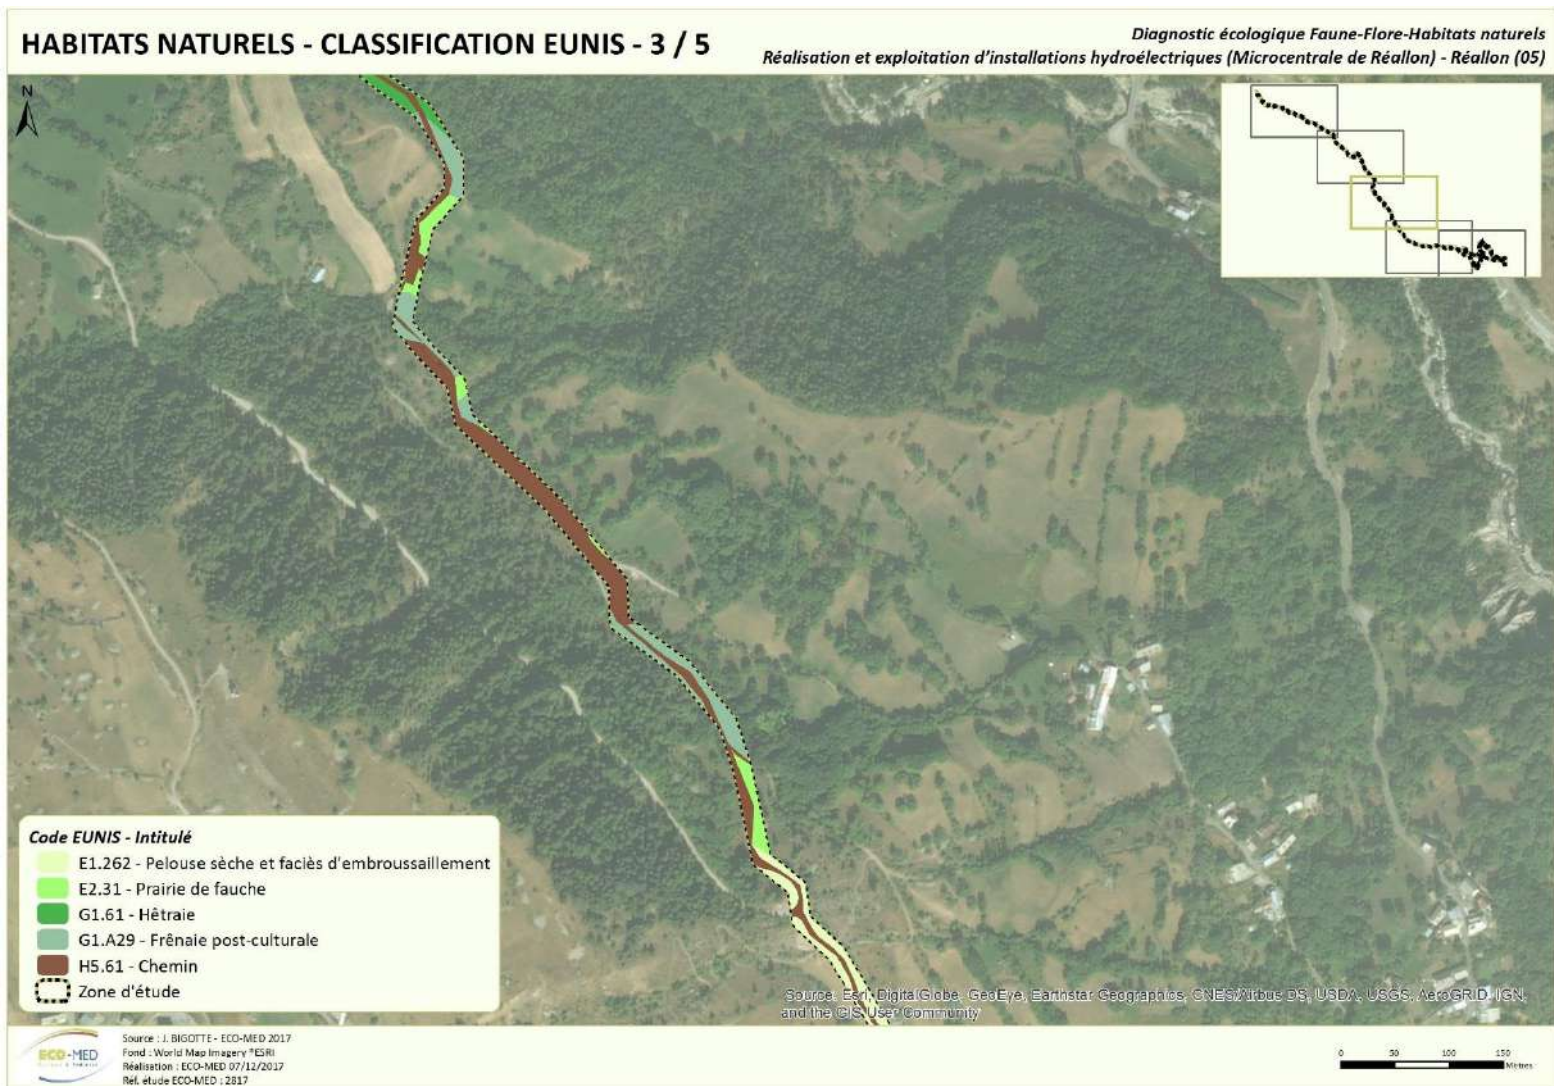 HABITATS NATURELS - CLASSIFICATION EUNIS - 3 / 5
Diagnostic écologique Faune-Flore-Habitats naturels
Réalisation et exploitation d'installations hydroélectriques (Microcentrale de Réallon) - Réallon (05)
N
Code EUNIS - Intitulé
E1.262 - Pelouse sèche et faciès d'embroussaillement
E2.31 - Prairie de fauche
G1.61 - Hêtraie
G1.A29 - Frênaie post-culturale
H5.61 - Chemin
Zone d'étude
Source: Esri, DigitalGlobe, GeoEye, Earthstar Geographics, CNES/Airbus DS, USDA, USGS, AeroGRID, IGN,
and the GIS User Community
ECO-MED
Source : J. BIGOTTE - ECO-MED 2017
Fond : World Map Imagery ®ESRI
Réalisation : ECO-MED 07/12/2017
Réf. étude ECO-MED : 2817
0 50 100 150
Mètres